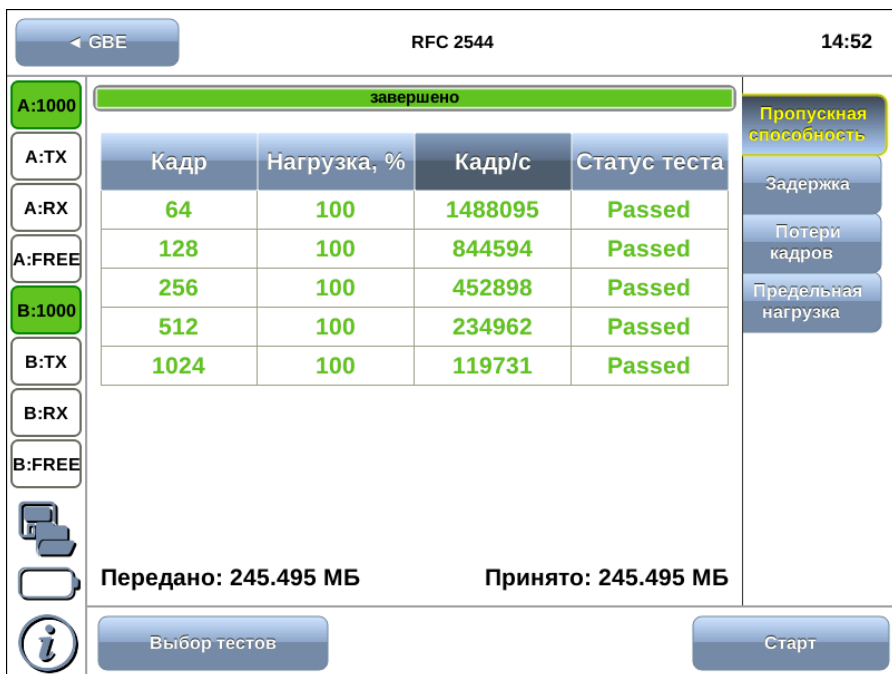 ◄ GBE
RFC 2544
14:52
A:1000
A:TX
A:RX
A:FREE
B:1000
B:TX
B:RX
B:FREE
завершено
Кадр Нагрузка, % Кадр/с Статус теста
64 100 1488095 Passed
128 100 844594 Passed
256 100 452898 Passed
512 100 234962 Passed
1024 100 119731 Passed
Передано: 245.495 МБ
Принято: 245.495 МБ
Пропускная
способность
Задержка
Потери
кадров
Предельная
нагрузка
i
Выбор тестов
Старт